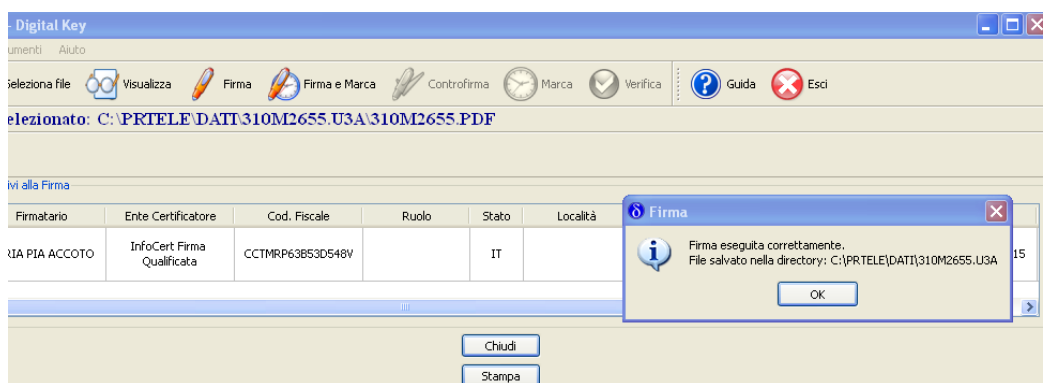 - Digital Key
umenti Aiuto
Seleziona file Visualizza Firma Firma e Marca Controfirma Marca Verifica Guida Esci
elezionato: C:\PRTELE\DATI\310M2655.U3A\310M2655.PDF
ivi alla Firma
Firmatario Ente Certificatore Cod. Fiscale Ruolo Stato Località
RIA PIA ACCOTO InfoCert Firma Qualificata CCTMRP63B53D548V IT 15
Firma
Firma eseguita correttamente.
File salvato nella directory: C:\PRTELE\DATI\310M2655.U3A
OK
Chiudi
Stampa